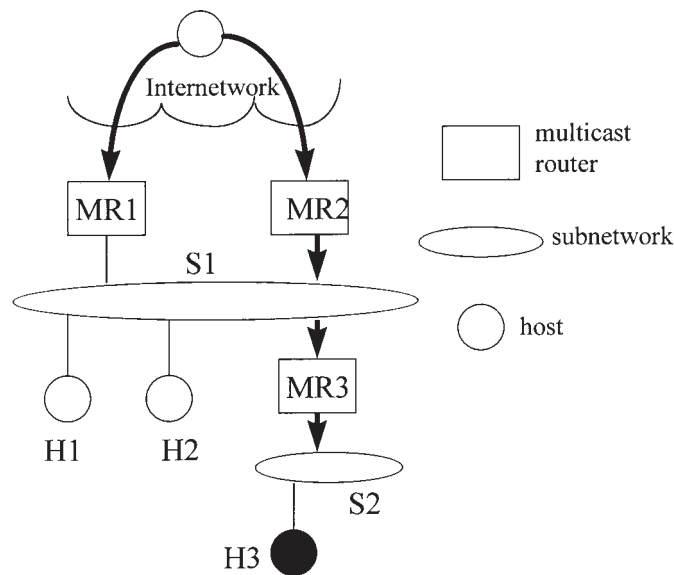 Internetwork
multicast
router
MR1
MR2
subnetwork
S1
host
MR3
H1
H2
S2
H3